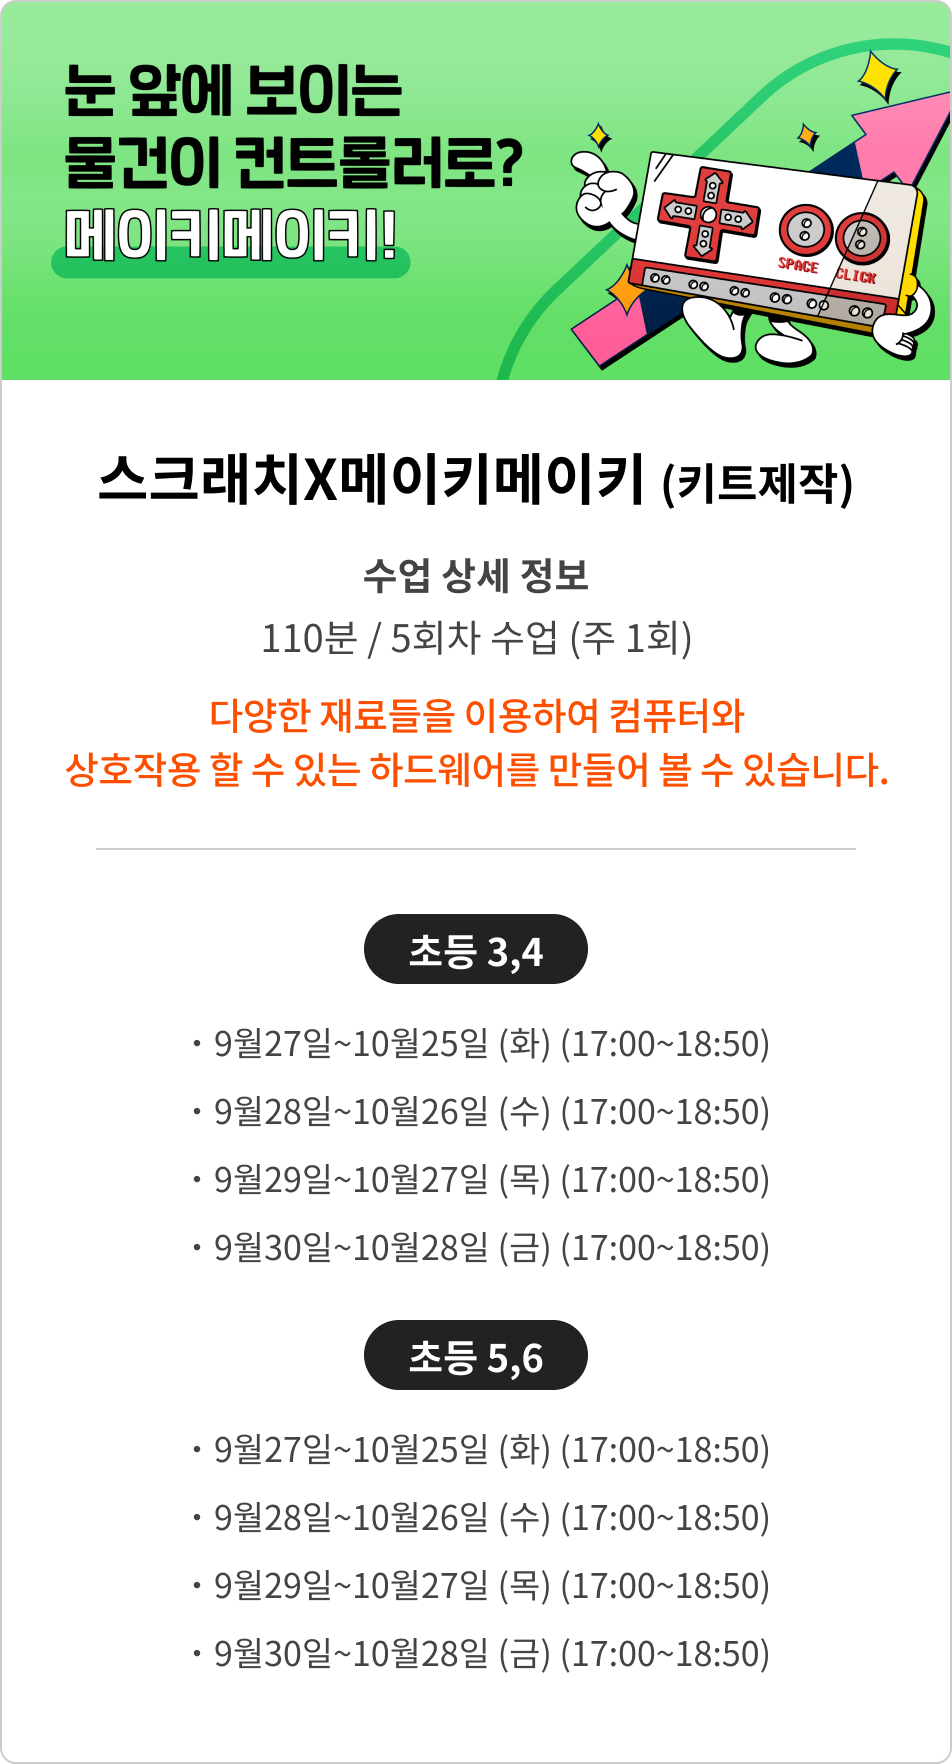 눈 앞에 보이는
물건이 컨트롤러로?
메이키메이키!
SPACE CLICK
스크래치X메이키메이키 (키트제작)
수업 상세 정보
110분 / 5회차 수업 (주 1회)
다양한 재료들을 이용하여 컴퓨터와
상호작용 할 수 있는 하드웨어를 만들어 볼 수 있습니다.
초등 3,4
· 9월27일~10월25일 (화) (17:00~18:50)
· 9월28일~10월26일 (수) (17:00~18:50)
· 9월29일~10월27일 (목) (17:00~18:50)
· 9월30일~10월28일 (금) (17:00~18:50)
초등 5,6
· 9월27일~10월25일 (화) (17:00~18:50)
· 9월28일~10월26일 (수) (17:00~18:50)
· 9월29일~10월27일 (목) (17:00~18:50)
· 9월30일~10월28일 (금) (17:00~18:50)